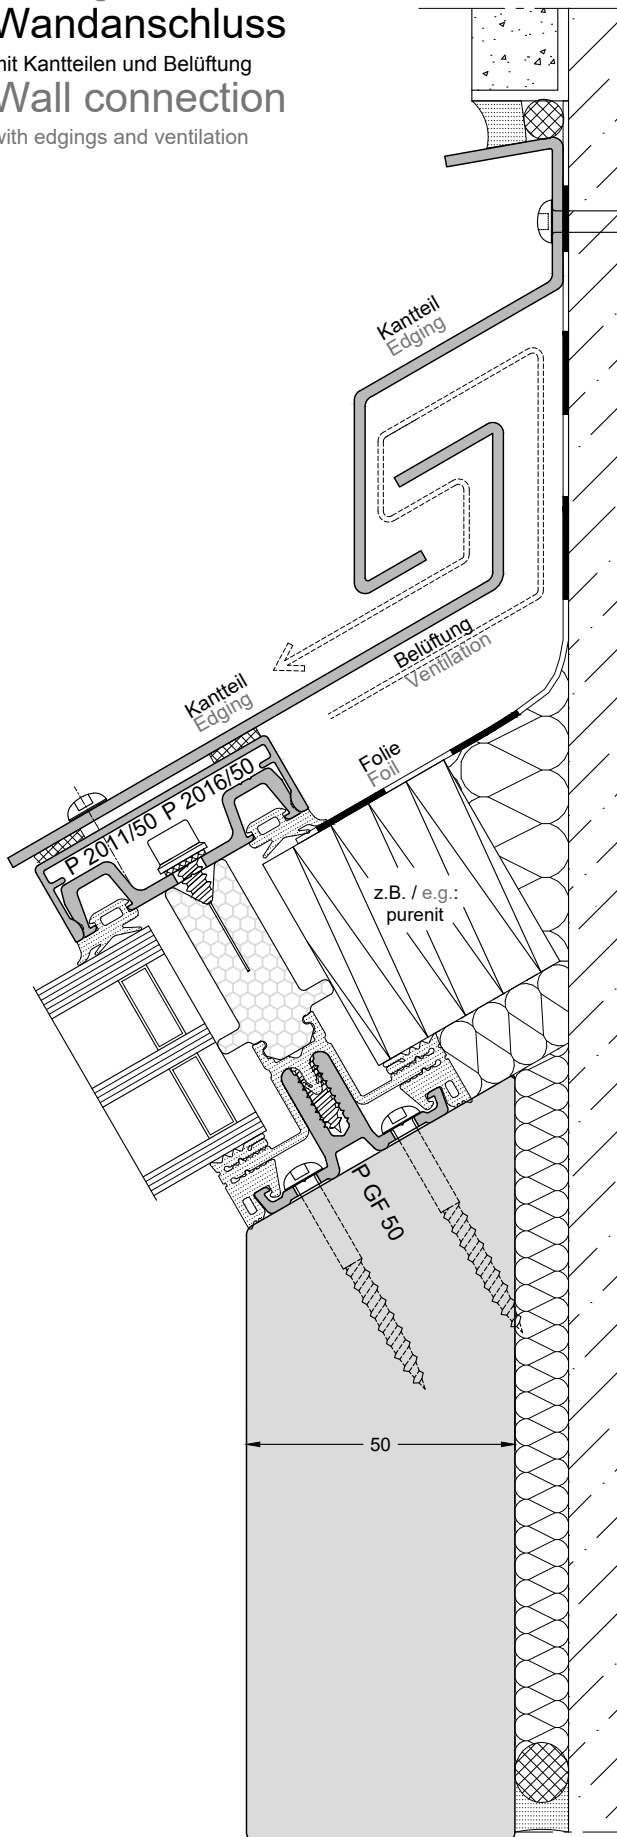 Wandanschluss
mit Kantteilen und Belüftung
Wall connection
with edgings and ventilation
Kantteil
Edging
Belüftung
Ventilation
Kantteil
Edging
Folie
Foil
P 2011/50 P 2016/50
z.B. / e.g.:
purenit
P GF 50
50